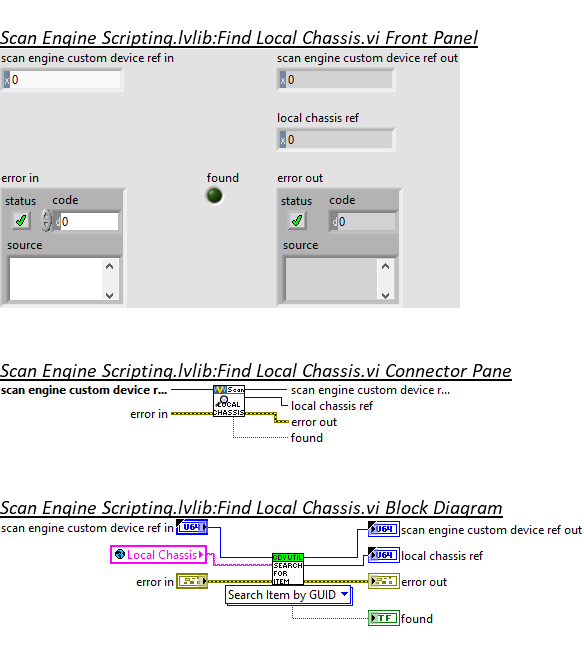 Scan Engine Scripting.lvlib:Find Local Chassis.vi Front Panel
scan engine custom device ref in
scan engine custom device ref out
x 0
x 0
local chassis ref
x 0
error in
found
error out
status code
status code
d 0
d 0
source
source
Scan Engine Scripting.lvlib:Find Local Chassis.vi Connector Pane
scan engine custom device r...
scan engine custom device r...
Scan
LOCAL
CHASSIS
local chassis ref
error in
error out
found
Scan Engine Scripting.lvlib:Find Local Chassis.vi Block Diagram
scan engine custom device ref in
U64
U64
scan engine custom device ref out
Local Chassis
CDVUTIL
SEARCH
FOR
ITEM
U64
local chassis ref
error in
error out
Search Item by GUID
TF
found